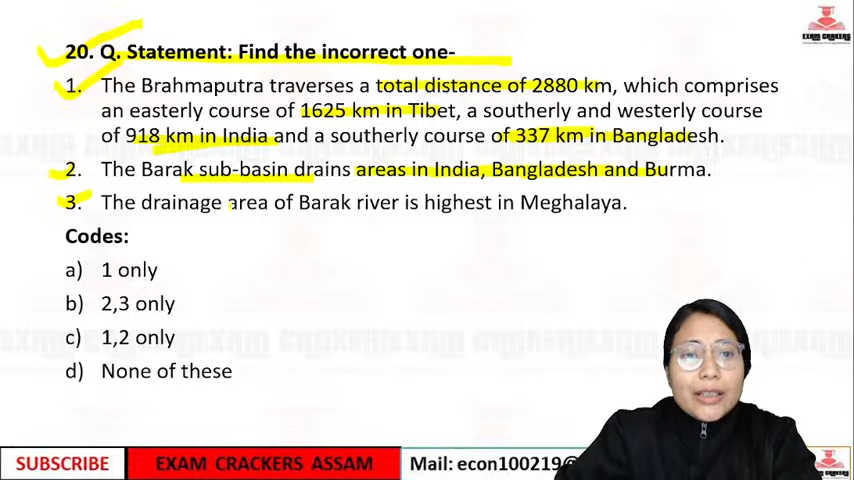 EXAM CRACKERS
20. Q. Statement: Find the incorrect one-
1. The Brahmaputra traverses a total distance of 2880 km, which comprises
an easterly course of 1625 km in Tibet, a southerly and westerly course
of 918 km in India and a southerly course of 337 km in Bangladesh.
2. The Barak sub-basin drains areas in India, Bangladesh and Burma.
3. The drainage area of Barak river is highest in Meghalaya.
Codes:
a) 1 only
b) 2,3 only
c) 1,2 only
d) None of these
SUBSCRIBE EXAM CRACKERS ASSAM Mail: econ100219@